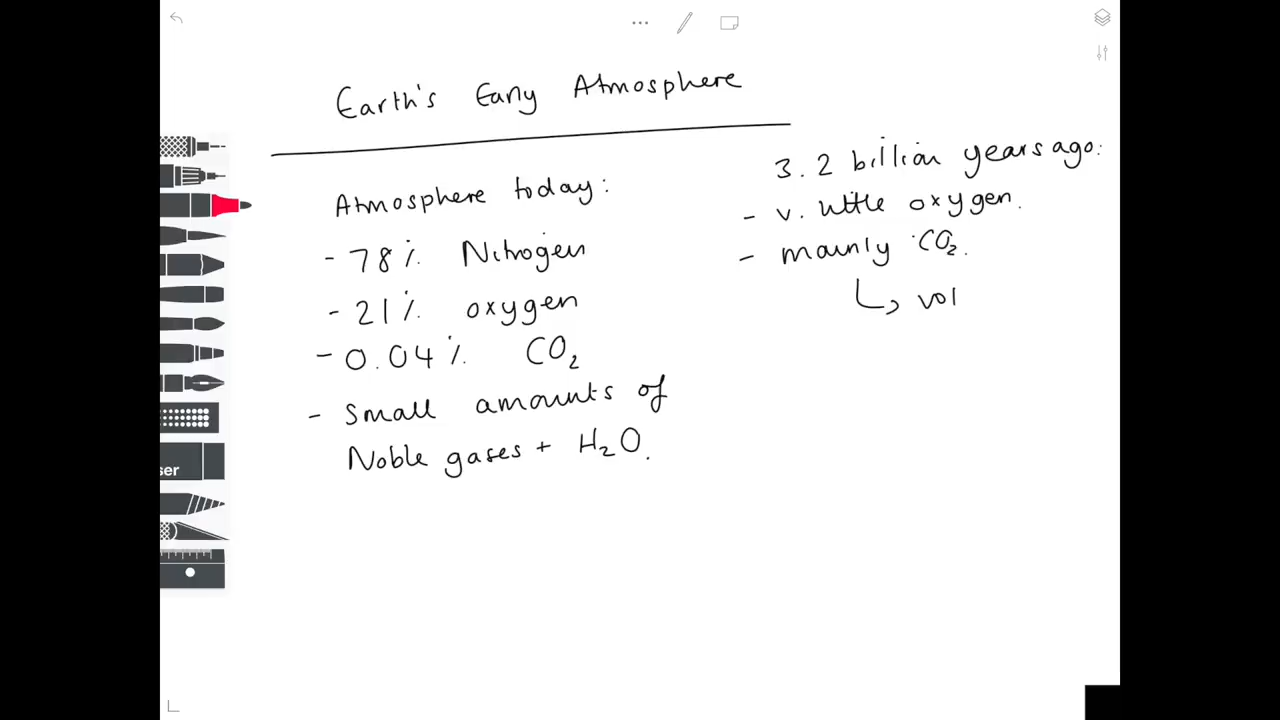 Earth's Early Atmosphere
Atmosphere today:
- 78% Nitrogen
- 21% oxygen
- 0.04% CO₂
- Small amounts of
Noble gases + H₂O.
3.2 billion years ago:
- v. little oxygen.
- mainly CO₂.
↳ vol
ser